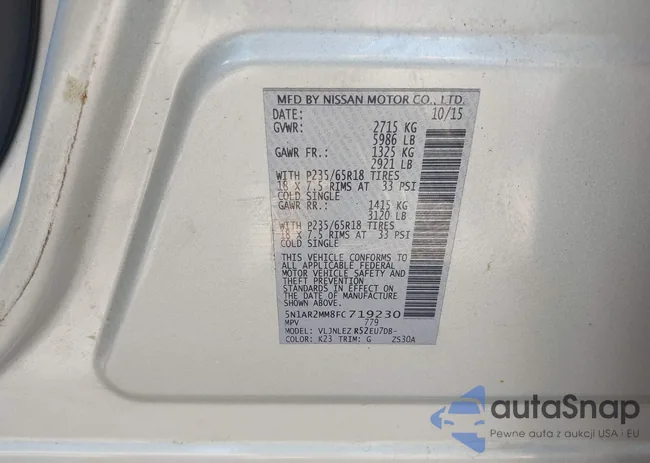 MFD BY NISSAN MOTOR CO., LTD.
DATE: 10/15
GVWR: 2715 KG
5986 LB
GAWR FR.: 1325 KG
2921 LB
WITH P235/65R18 TIRES
18 X 7.5 RIMS AT 33 PSI
COLD SINGLE
GAWR RR.: 1415 KG
3120 LB
WITH P235/65R18 TIRES
18 X 7.5 RIMS AT 33 PSI
COLD SINGLE
THIS VEHICLE CONFORMS TO
ALL APPLICABLE FEDERAL
MOTOR VEHICLE SAFETY AND
THEFT PREVENTION
STANDARDS IN EFFECT ON
THE DATE OF MANUFACTURE
SHOWN ABOVE.
5N1AR2MM8FC719230
MPV 779
MODEL: VLJNLEZ R52EU7DB-
COLOR: K23 TRIM: G ZS30A
autaSnap
Pewne auta z aukcji USA i EU